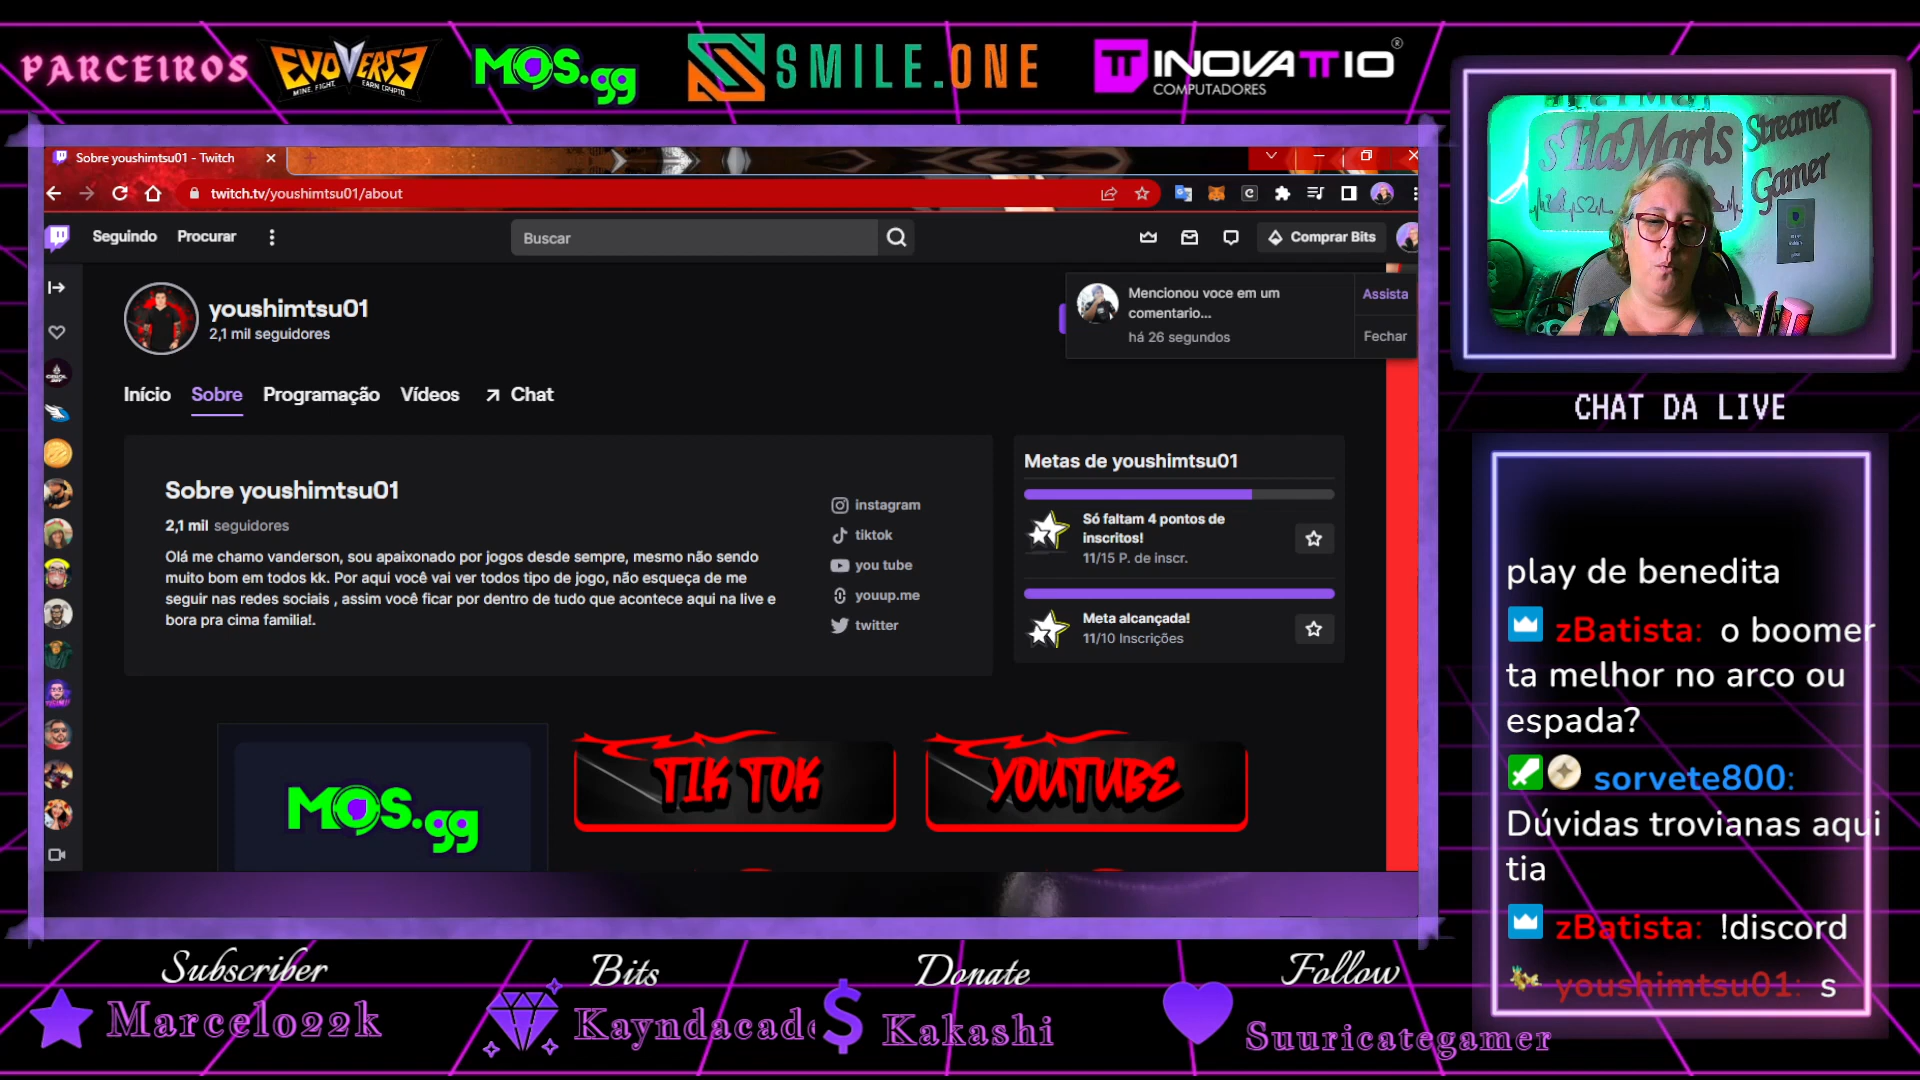 PARCEIROS
EVOVERSE
MINE, FIGHT, EARN CRYPTO
MOS.gg
SMILE.ONE
INOVATIO®
COMPUTADORES
Sobre youshimtsu01 - Twitch
twitch.tv/youshimtsu01/about
Seguindo
Procurar
Buscar
Comprar Bits
youshimtsu01
2,1 mil seguidores
Mencionou voce em um
comentario...
há 26 segundos
Assista
Fechar
Início
Sobre
Programação
Vídeos
Chat
Sobre youshimtsu01
2,1 mil seguidores
Olá me chamo vanderson, sou apaixonado por jogos desde sempre, mesmo não sendo
muito bom em todos kk. Por aqui você vai ver todos tipo de jogo, não esqueça de me
seguir nas redes sociais , assim você ficar por dentro de tudo que acontece aqui na live e
bora pra cima familia!.
instagram
tiktok
you tube
youup.me
twitter
Metas de youshimtsu01
Só faltam 4 pontos de
inscritos!
11/15 P. de inscr.
Meta alcançada!
11/10 Inscrições
MOS.gg
TIK TOK
YOUTUBE
sTiaMaris
Streamer
Gamer
S2
CHAT DA LIVE
play de benedita
zBatista: o boomer
ta melhor no arco ou
espada?
sorvete800:
Dúvidas trovianas aqui
tia
zBatista: !discord
youshimtsu01: s
Subscriber
Marcelo22k
Bits
Kayndacad
Donate
Kakashi
Follow
Suuricategamer